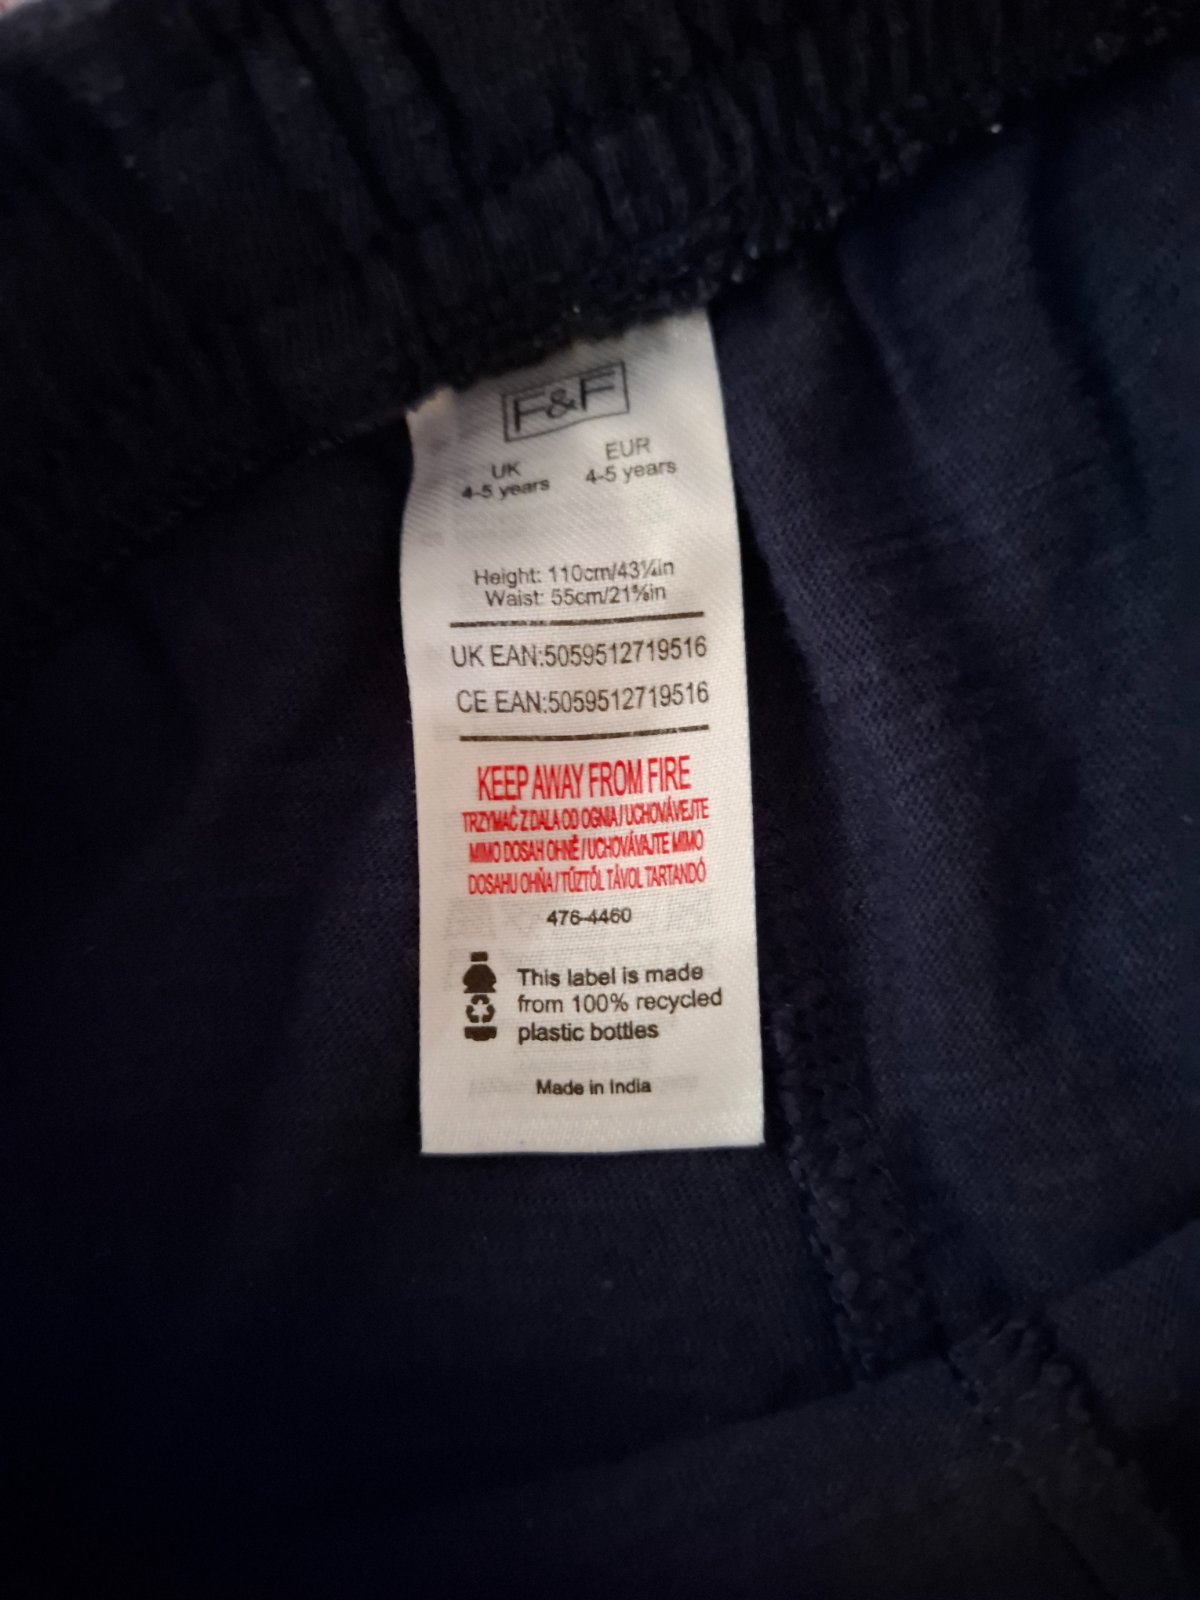 F&F
UK EUR
4-5 years 4-5 years
Height: 110cm/43¼in
Waist: 55cm/21⅝in
UK EAN:5059512719516
CE EAN:5059512719516
KEEP AWAY FROM FIRE
TRZYMAĆ Z DALA OD OGNIA / UCHOVÁVEJTE
MIMO DOSAH OHNĚ / UCHOVÁVAJTE MIMO
DOSAHU OHŇA / TŰZTŐL TÁVOL TARTANDÓ
476-4460
This label is made
from 100% recycled
plastic bottles
Made in India